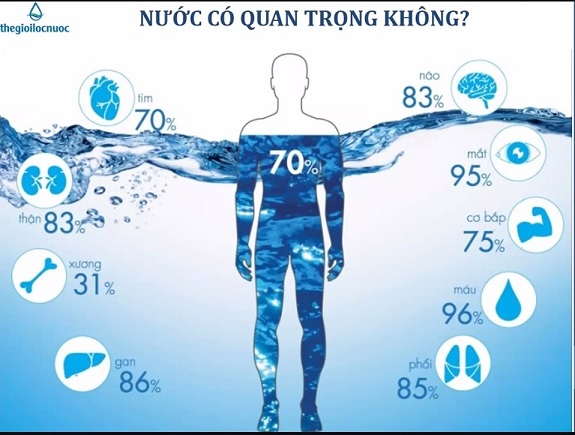 thegioilocnuoc
NƯỚC CÓ QUAN TRỌNG KHÔNG?
tim
70%
thận 83%
xương
31%
gan
86%
70%
não
83%
mắt
95%
cơ bắp
75%
máu
96%
phổi
85%